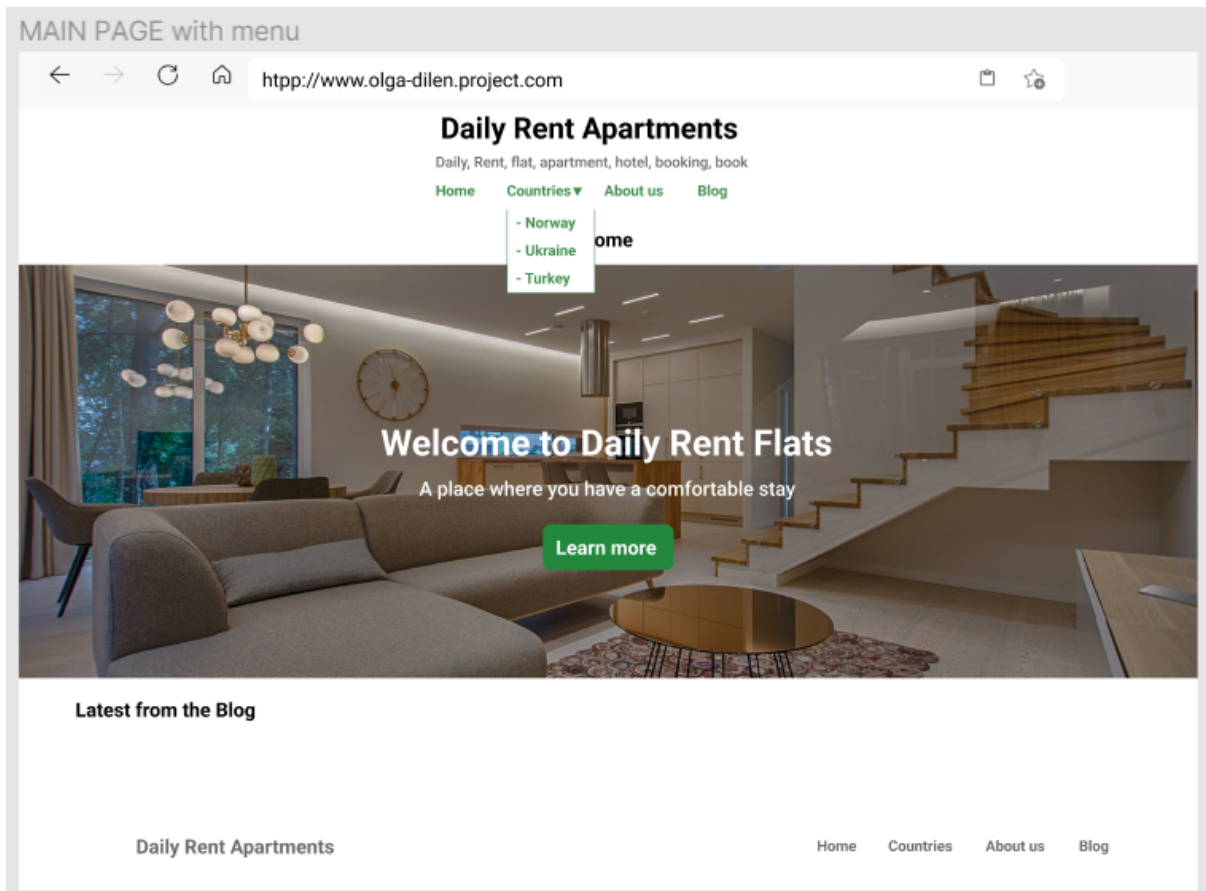 MAIN PAGE with menu
htpp://www.olga-dilen.project.com
Daily Rent Apartments
Daily, Rent, flat, apartment, hotel, booking, book
Home Countries▼ About us Blog
- Norway
ome
- Ukraine
- Turkey
Welcome to Daily Rent Flats
A place where you have a comfortable stay
Learn more
Latest from the Blog
Daily Rent Apartments Home Countries About us Blog